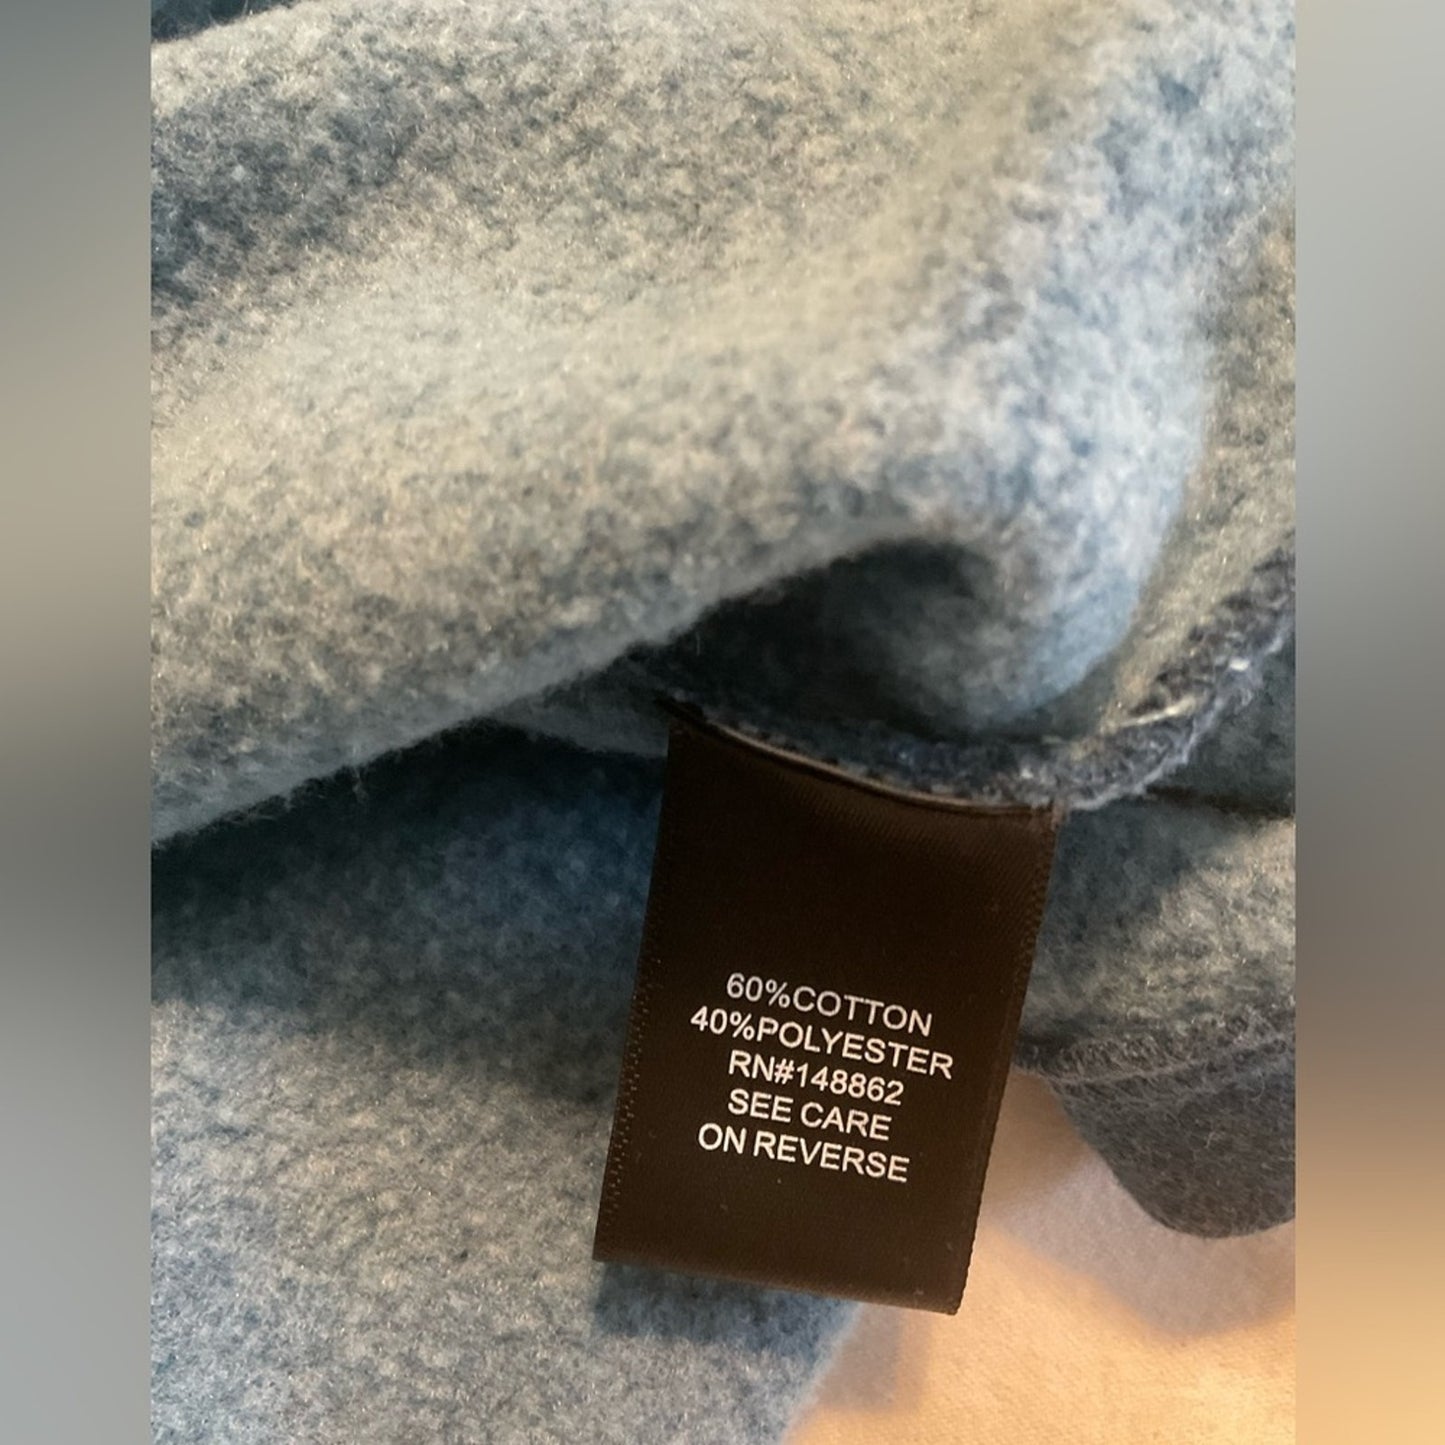 60%COTTON
40%POLYESTER
RN#148862
SEE CARE
ON REVERSE